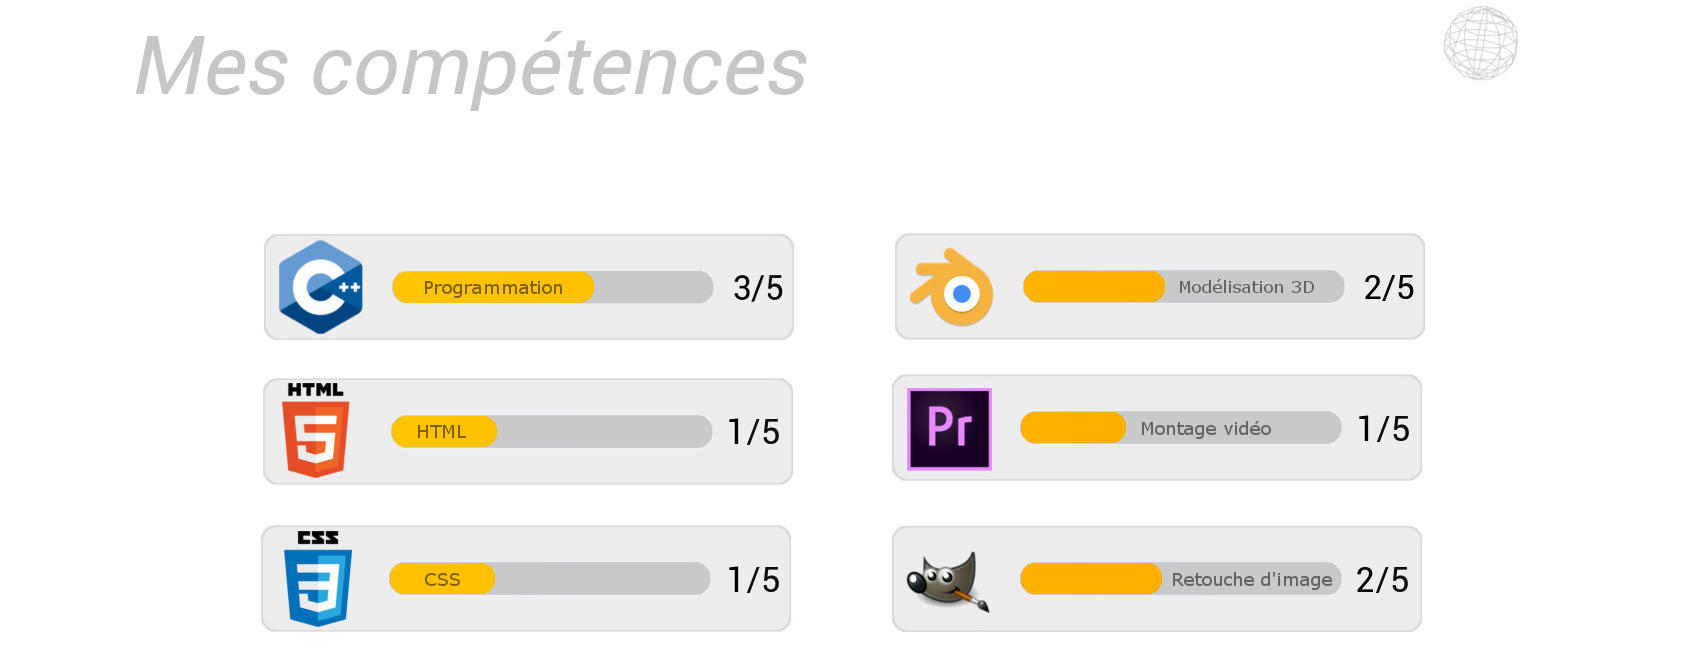 Mes compétences
C++
Programmation
3/5
Modélisation 3D
2/5
HTML
5
HTML
1/5
Pr
Montage vidéo
1/5
CSS
3
CSS
1/5
Retouche d'image
2/5